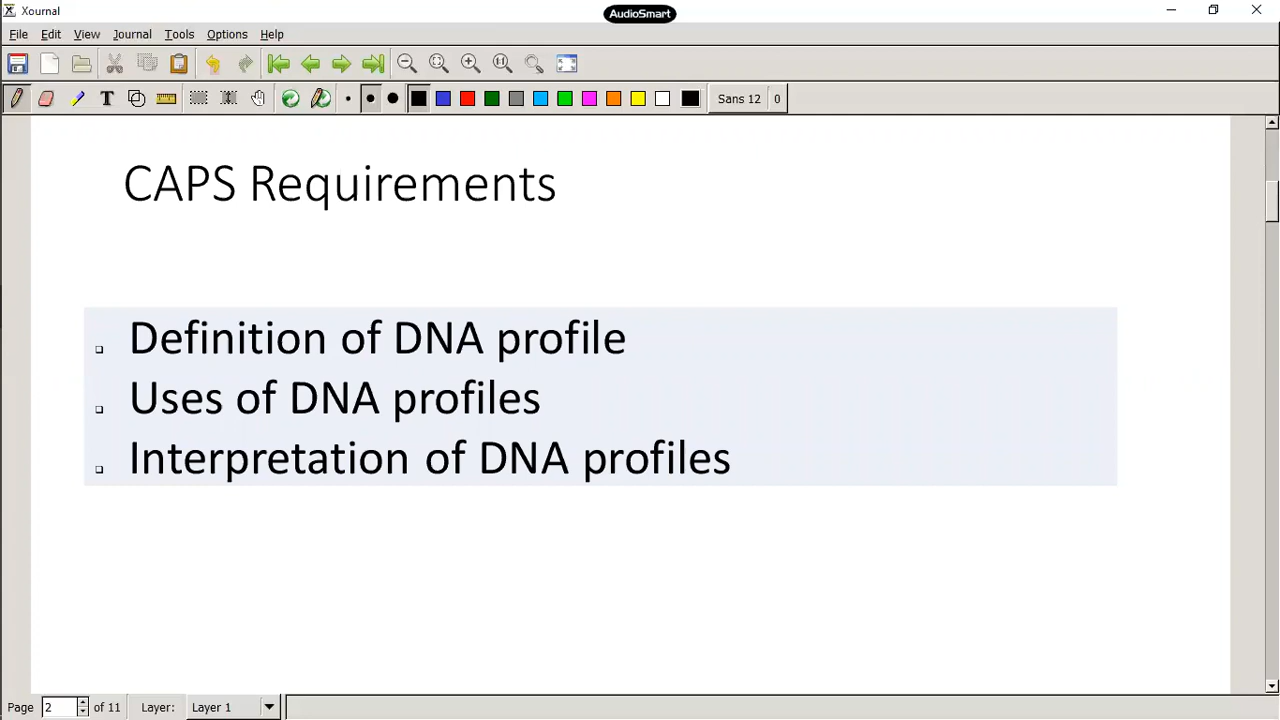 Xournal
AudioSmart
File Edit View Journal Tools Options Help
Sans 12 0
CAPS Requirements
Definition of DNA profile
Uses of DNA profiles
Interpretation of DNA profiles
Page 2 of 11 Layer: Layer 1